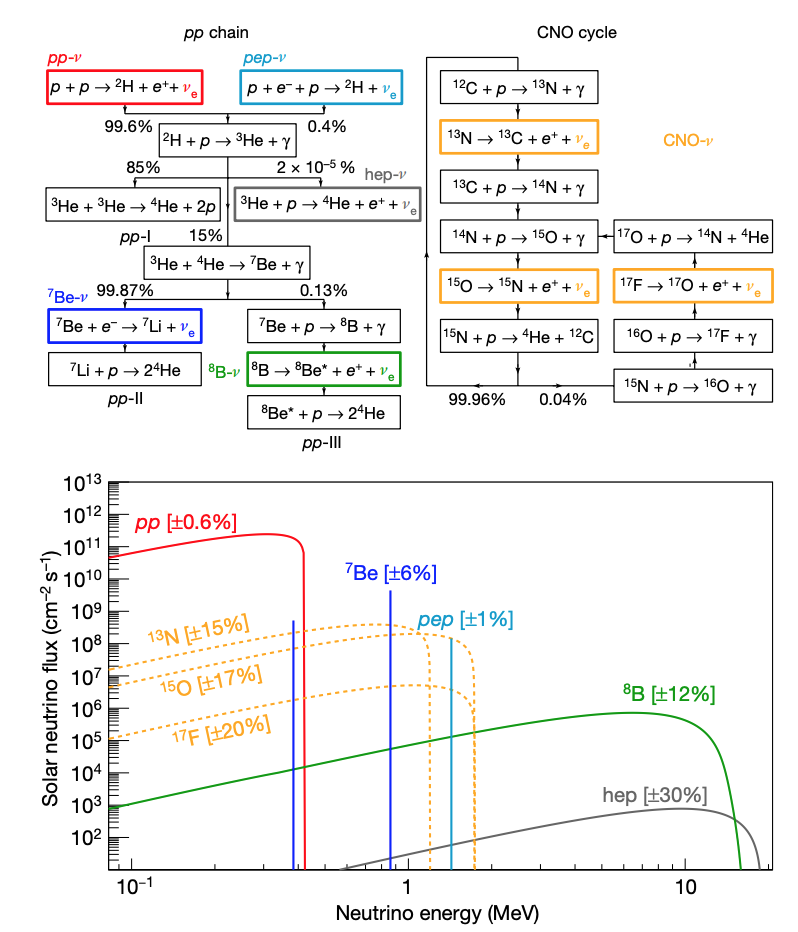 pp chain
CNO cycle
pp-ν
pep-ν
p + p → ²H + e⁺+ νₑ
p + e⁻ + p → ²H + νₑ
99.6%
0.4%
²H + p → ³He + γ
85%
2 × 10⁻⁵ %
hep-ν
³He + ³He → ⁴He + 2p
³He + p → ⁴He + e⁺ + νₑ
pp-I
15%
³He + ⁴He → ⁷Be + γ
⁷Be-ν
99.87%
0.13%
⁷Be + e⁻ → ⁷Li + νₑ
⁷Be + p → ⁸B + γ
⁷Li + p → 2⁴He
⁸B-ν
⁸B → ⁸Be* + e⁺ + νₑ
pp-II
⁸Be* + p → 2⁴He
pp-III
¹²C + p → ¹³N + γ
¹³N → ¹³C + e⁺ + νₑ
CNO-ν
¹³C + p → ¹⁴N + γ
¹⁴N + p → ¹⁵O + γ
¹⁷O + p → ¹⁴N + ⁴He
¹⁵O → ¹⁵N + e⁺ + νₑ
¹⁷F → ¹⁷O + e⁺ + νₑ
¹⁵N + p → ⁴He + ¹²C
¹⁶O + p → ¹⁷F + γ
¹⁵N + p → ¹⁶O + γ
99.96%
0.04%
Solar neutrino flux (cm⁻² s⁻¹)
10¹³
10¹²
10¹¹
10¹⁰
10⁹
10⁸
10⁷
10⁶
10⁵
10⁴
10³
10²
pp [±0.6%]
⁷Be [±6%]
pep [±1%]
¹³N [±15%]
¹⁵O [±17%]
¹⁷F [±20%]
⁸B [±12%]
hep [±30%]
10⁻¹
1
10
Neutrino energy (MeV)